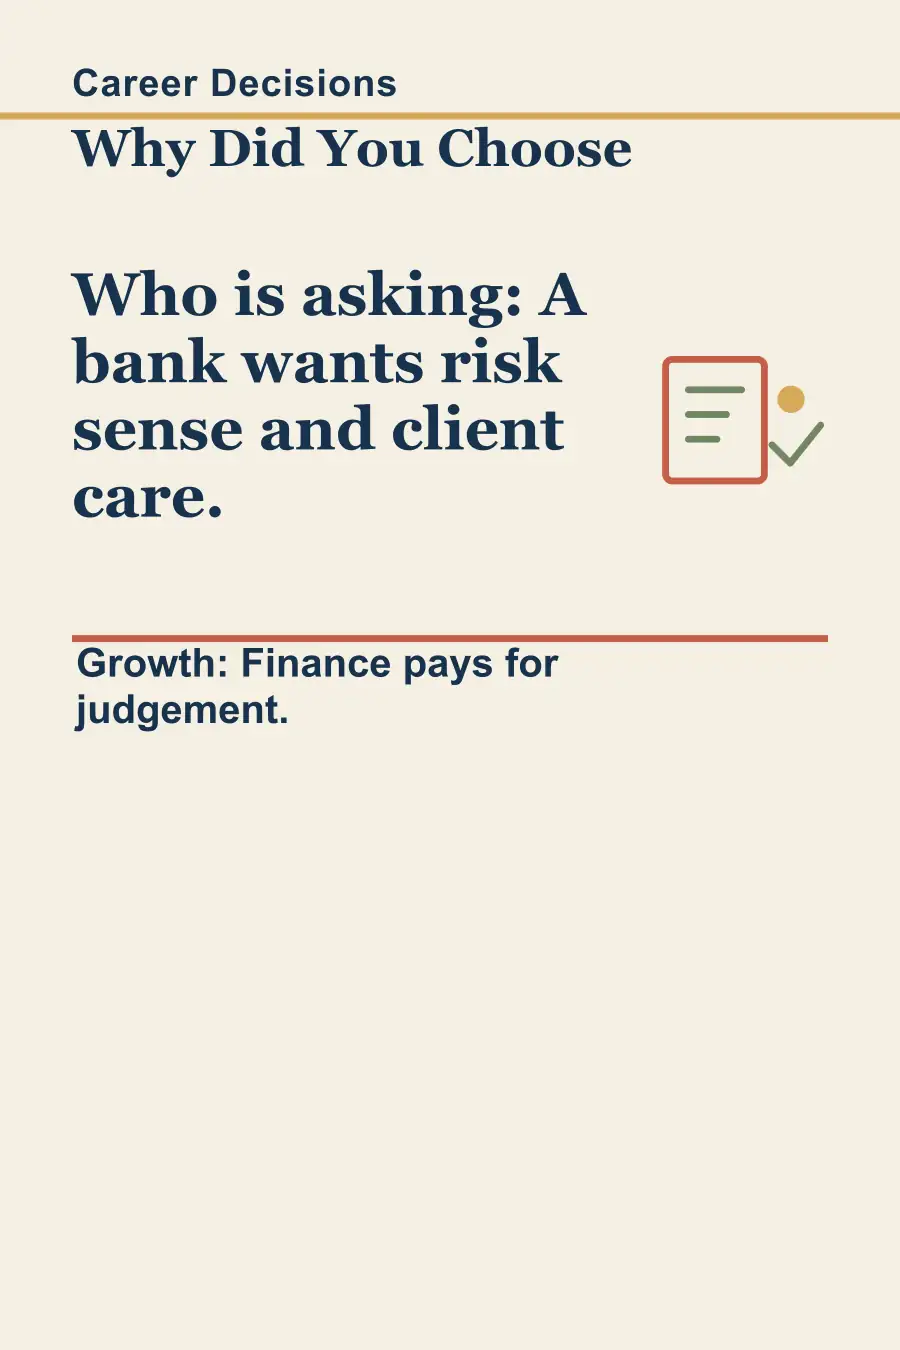 Career Decisions
Why Did You Choose
Who is asking: A
bank wants risk
sense and client
care.
Growth: Finance pays for
judgement.